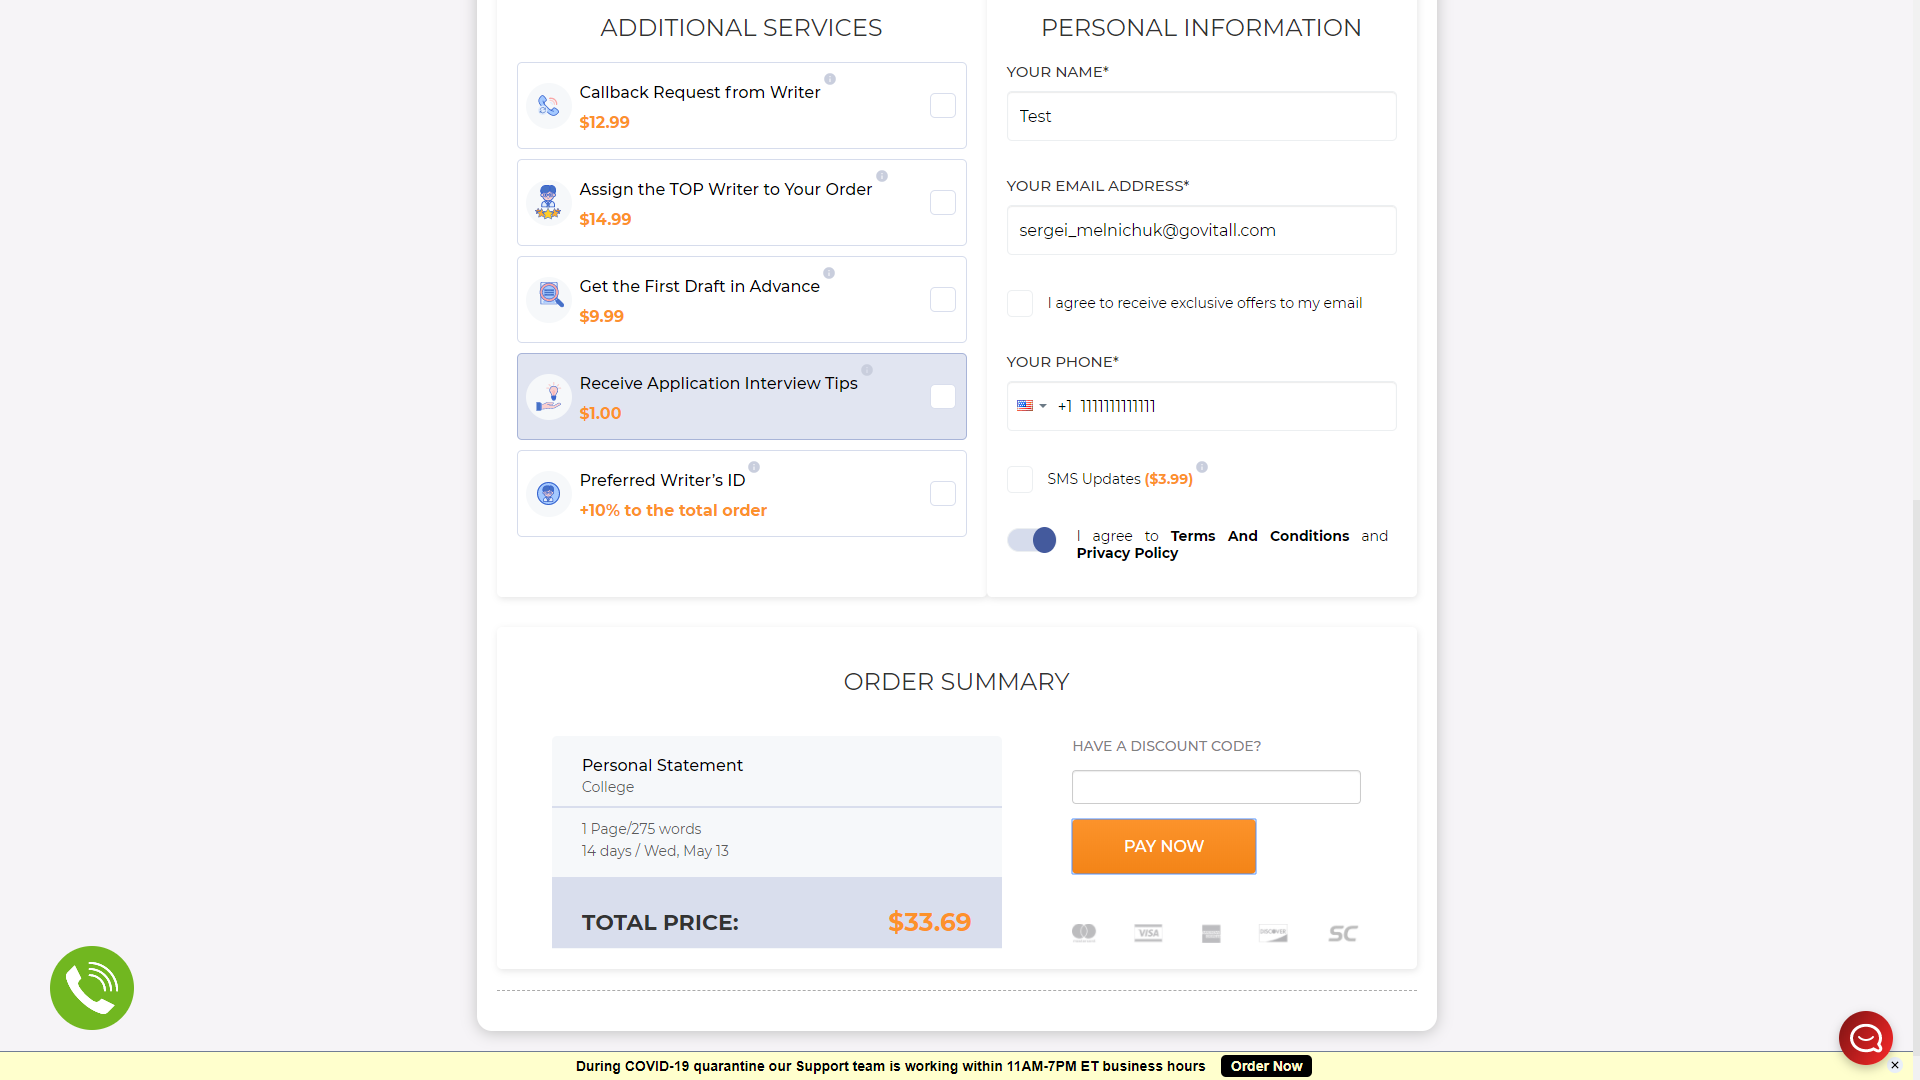 ADDITIONAL SERVICES
Callback Request from Writer
$12.99
Assign the TOP Writer to Your Order
$14.99
Get the First Draft in Advance
$9.99
Receive Application Interview Tips
$1.00
Preferred Writer’s ID
+10% to the total order
PERSONAL INFORMATION
YOUR NAME*
Test
YOUR EMAIL ADDRESS*
sergei_melnichuk@govitall.com
I agree to receive exclusive offers to my email
YOUR PHONE*
+1 1111111111111
SMS Updates ($3.99)
I agree to Terms And Conditions and
Privacy Policy
ORDER SUMMARY
Personal Statement
College
1 Page/275 words
14 days / Wed, May 13
TOTAL PRICE: $33.69
HAVE A DISCOUNT CODE?
PAY NOW
VISA
DISCOVER
SC
During COVID-19 quarantine our Support team is working within 11AM-7PM ET business hours Order Now